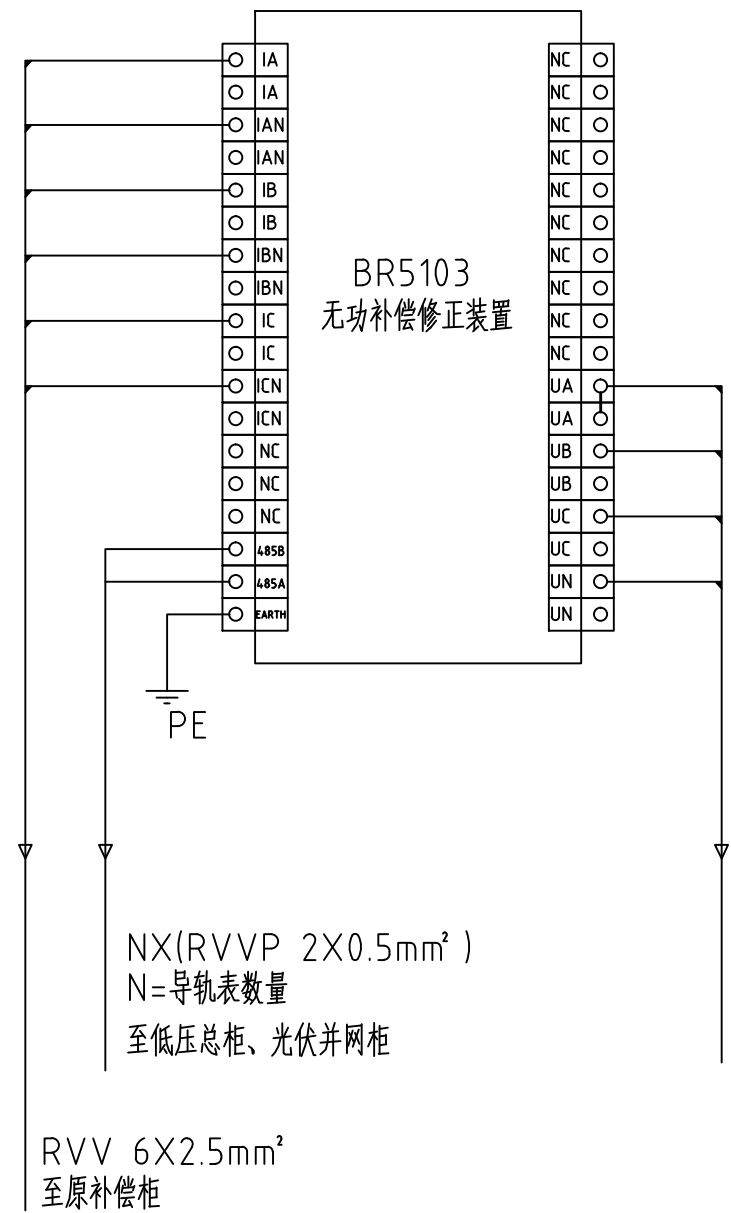 IA
IA
IAN
IAN
IB
IB
IBN
IBN
IC
IC
ICN
ICN
NC
NC
NC
485B
485A
EARTH
BR5103
无功补偿修正装置
NC
NC
NC
NC
NC
NC
NC
NC
NC
NC
UA
UA
UB
UB
UC
UC
UN
UN
PE
NX(RVVP 2X0.5mm²)
N=导轨表数量
至低压总柜、光伏并网柜
RVV 6X2.5mm²
至原补偿柜